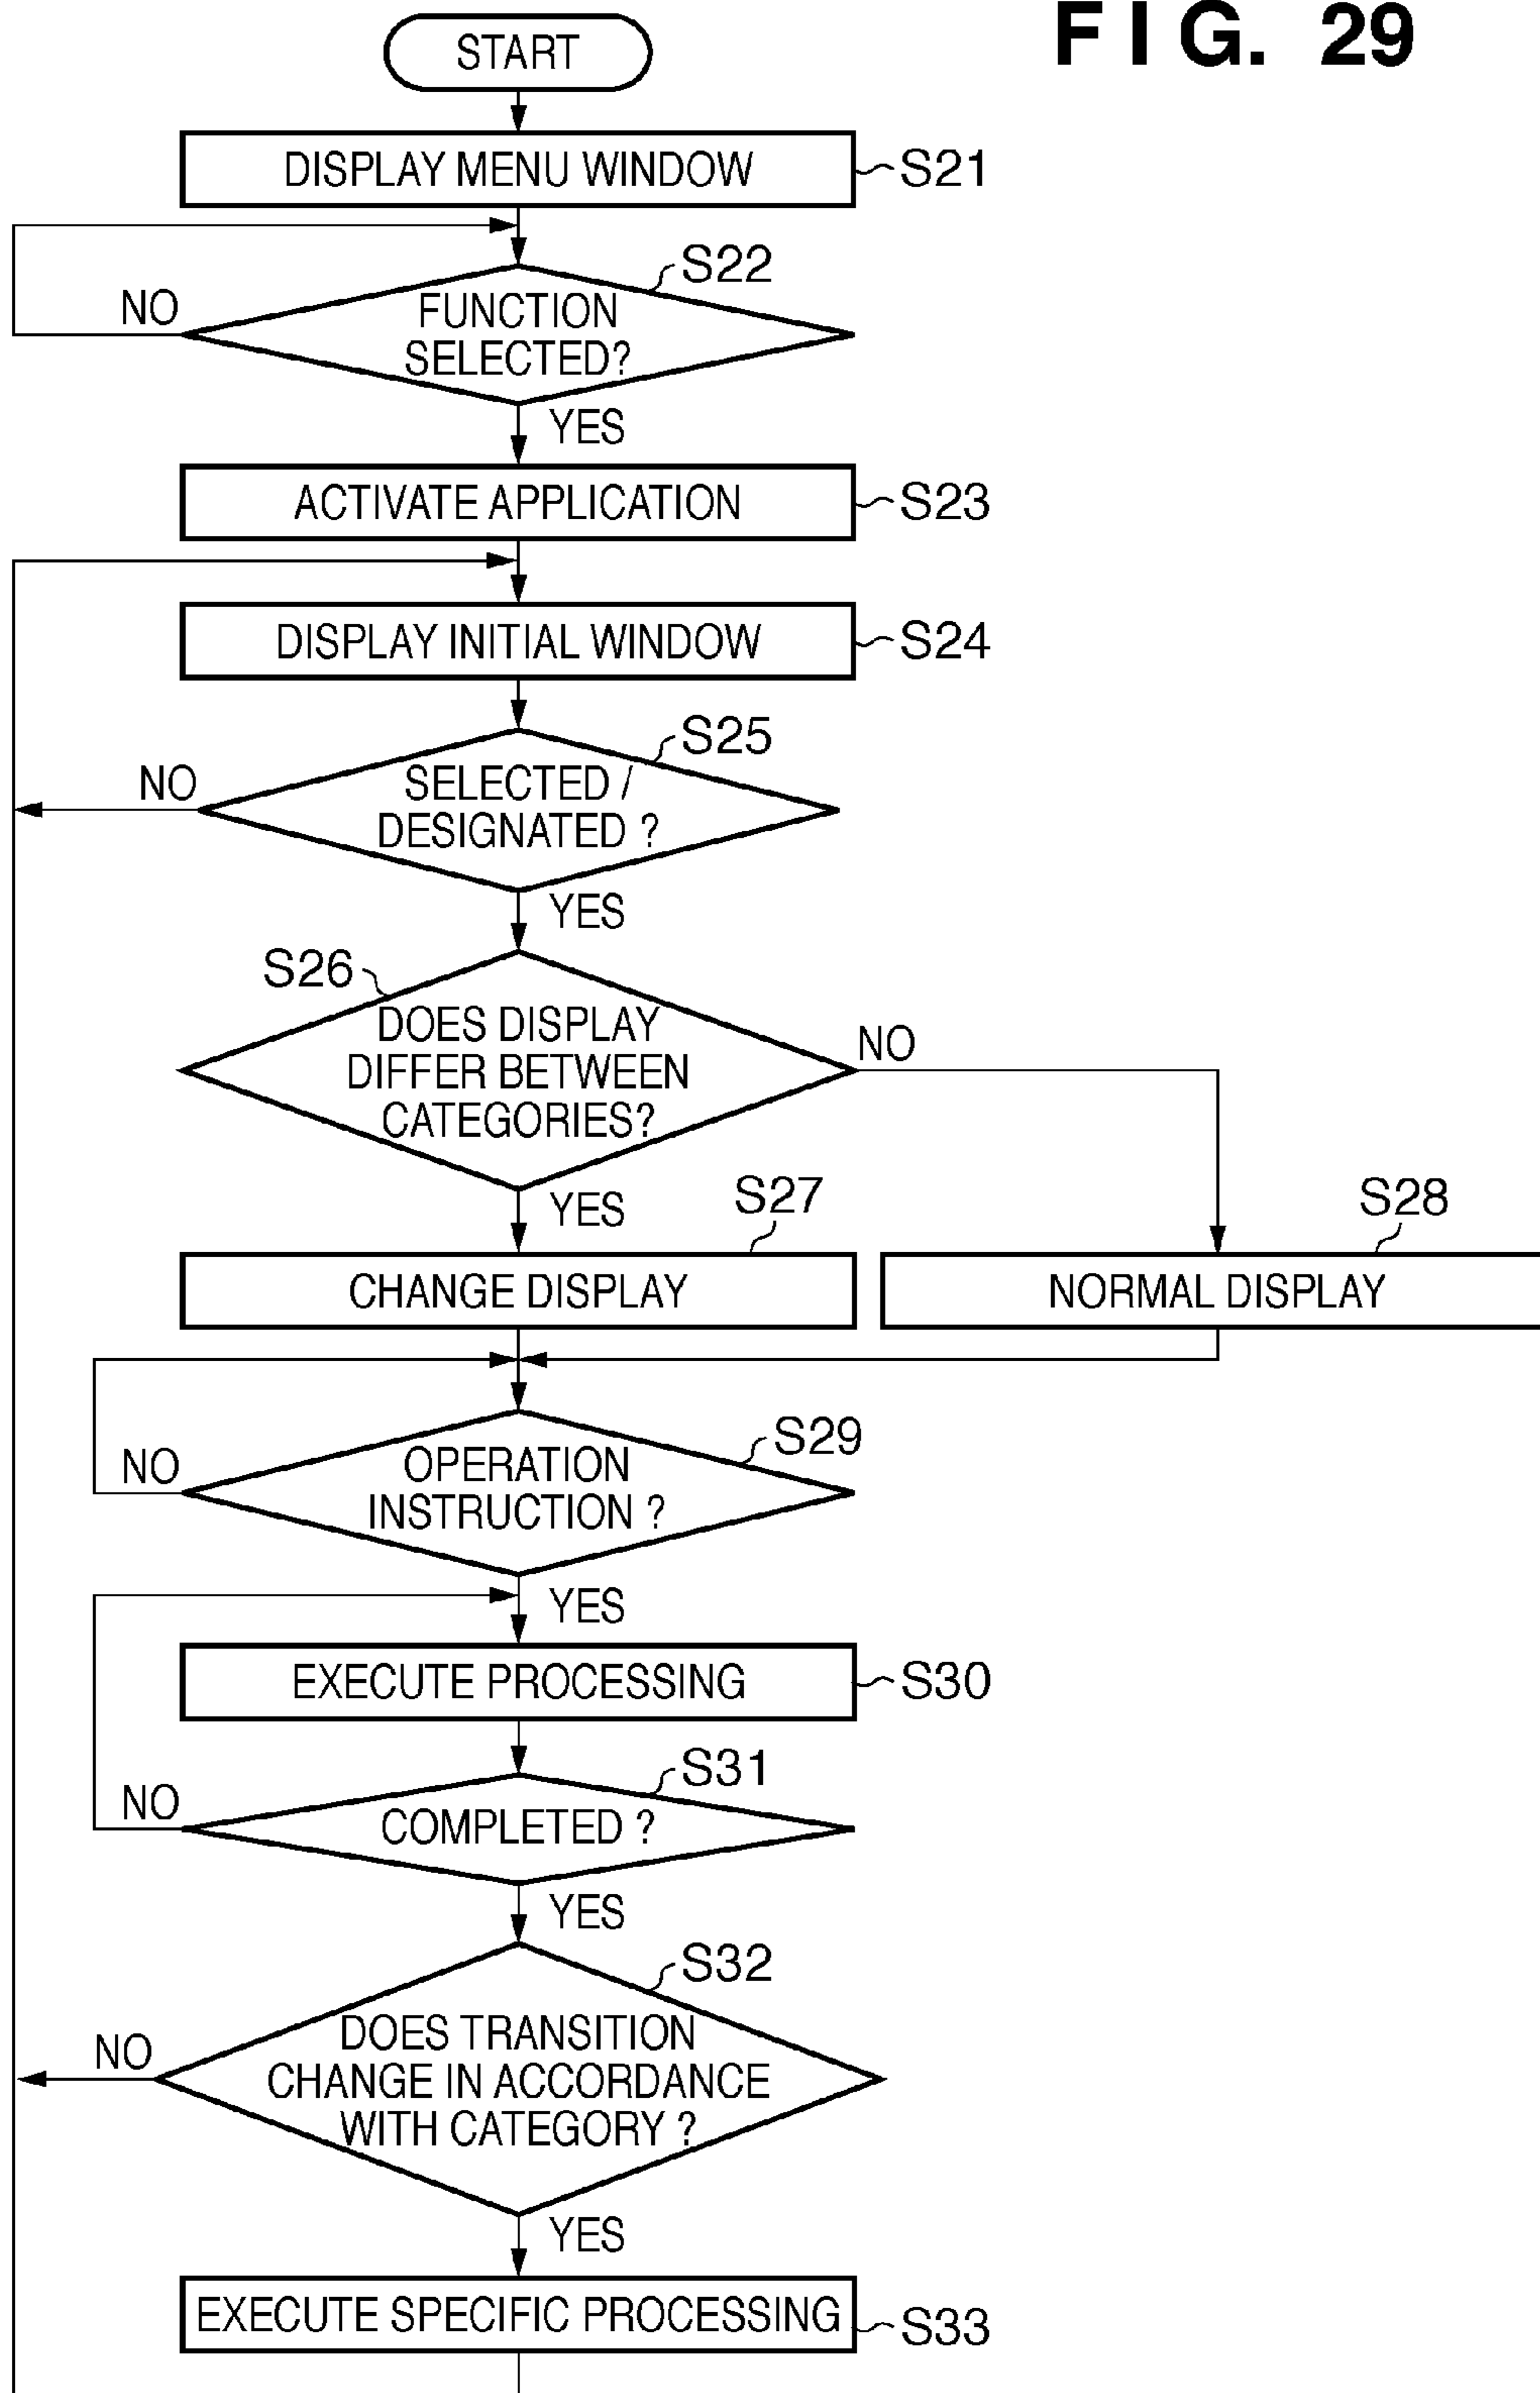 FIG. 29
START
DISPLAY MENU WINDOW
S21
S22
NO
FUNCTION
SELECTED?
YES
ACTIVATE APPLICATION
S23
DISPLAY INITIAL WINDOW
S24
S25
NO
SELECTED /
DESIGNATED ?
YES
S26
DOES DISPLAY
DIFFER BETWEEN
CATEGORIES?
NO
YES
S27
S28
CHANGE DISPLAY
NORMAL DISPLAY
S29
NO
OPERATION
INSTRUCTION ?
YES
EXECUTE PROCESSING
S30
S31
NO
COMPLETED ?
YES
S32
NO
DOES TRANSITION
CHANGE IN ACCORDANCE
WITH CATEGORY ?
YES
EXECUTE SPECIFIC PROCESSING
S33